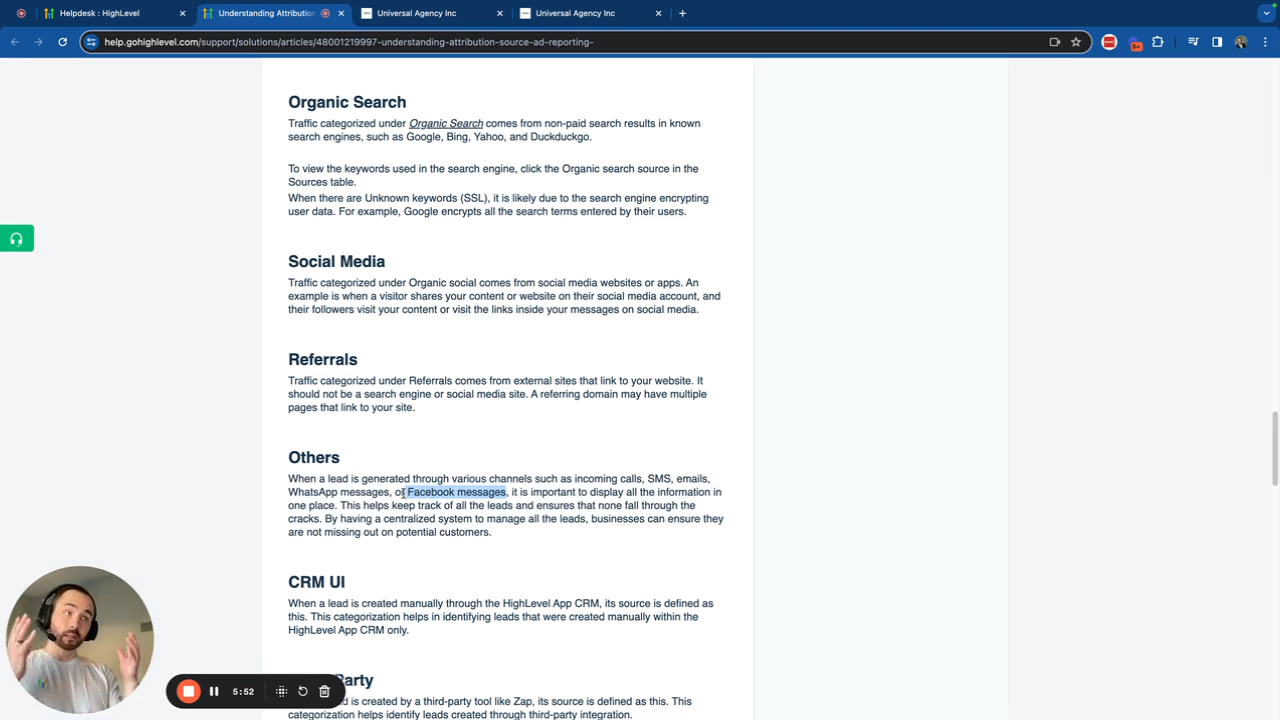 Helpdesk : HighLevel
Understanding Attribution
Universal Agency Inc
Universal Agency Inc
help.gohighlevel.com/support/solutions/articles/48001219997-understanding-attribution-source-ad-reporting-
9+
Organic Search
Traffic categorized under Organic Search comes from non-paid search results in known
search engines, such as Google, Bing, Yahoo, and Duckduckgo.
To view the keywords used in the search engine, click the Organic search source in the
Sources table.
When there are Unknown keywords (SSL), it is likely due to the search engine encrypting
user data. For example, Google encrypts all the search terms entered by their users.
Social Media
Traffic categorized under Organic social comes from social media websites or apps. An
example is when a visitor shares your content or website on their social media account, and
their followers visit your content or visit the links inside your messages on social media.
Referrals
Traffic categorized under Referrals comes from external sites that link to your website. It
should not be a search engine or social media site. A referring domain may have multiple
pages that link to your site.
Others
When a lead is generated through various channels such as incoming calls, SMS, emails,
WhatsApp messages, or Facebook messages, it is important to display all the information in
one place. This helps keep track of all the leads and ensures that none fall through the
cracks. By having a centralized system to manage all the leads, businesses can ensure they
are not missing out on potential customers.
CRM UI
When a lead is created manually through the HighLevel App CRM, its source is defined as
this. This categorization helps in identifying leads that were created manually within the
HighLevel App CRM only.
Party
is created by a third-party tool like Zap, its source is defined as this. This
categorization helps identify leads created through third-party integration.
5:52